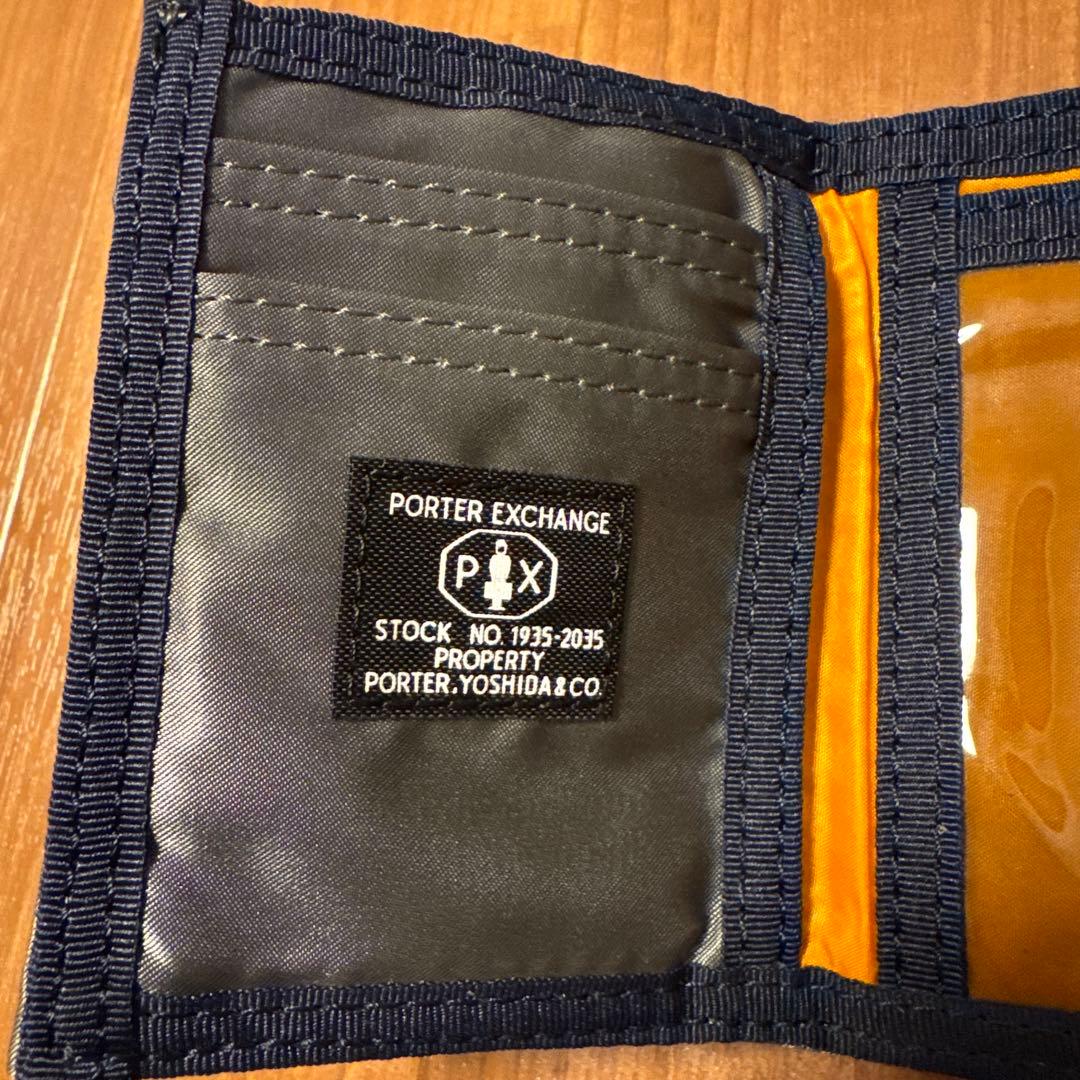 PORTER EXCHANGE
P X
STOCK NO. 1935-2035
PROPERTY
PORTER.YOSHIDA&CO.